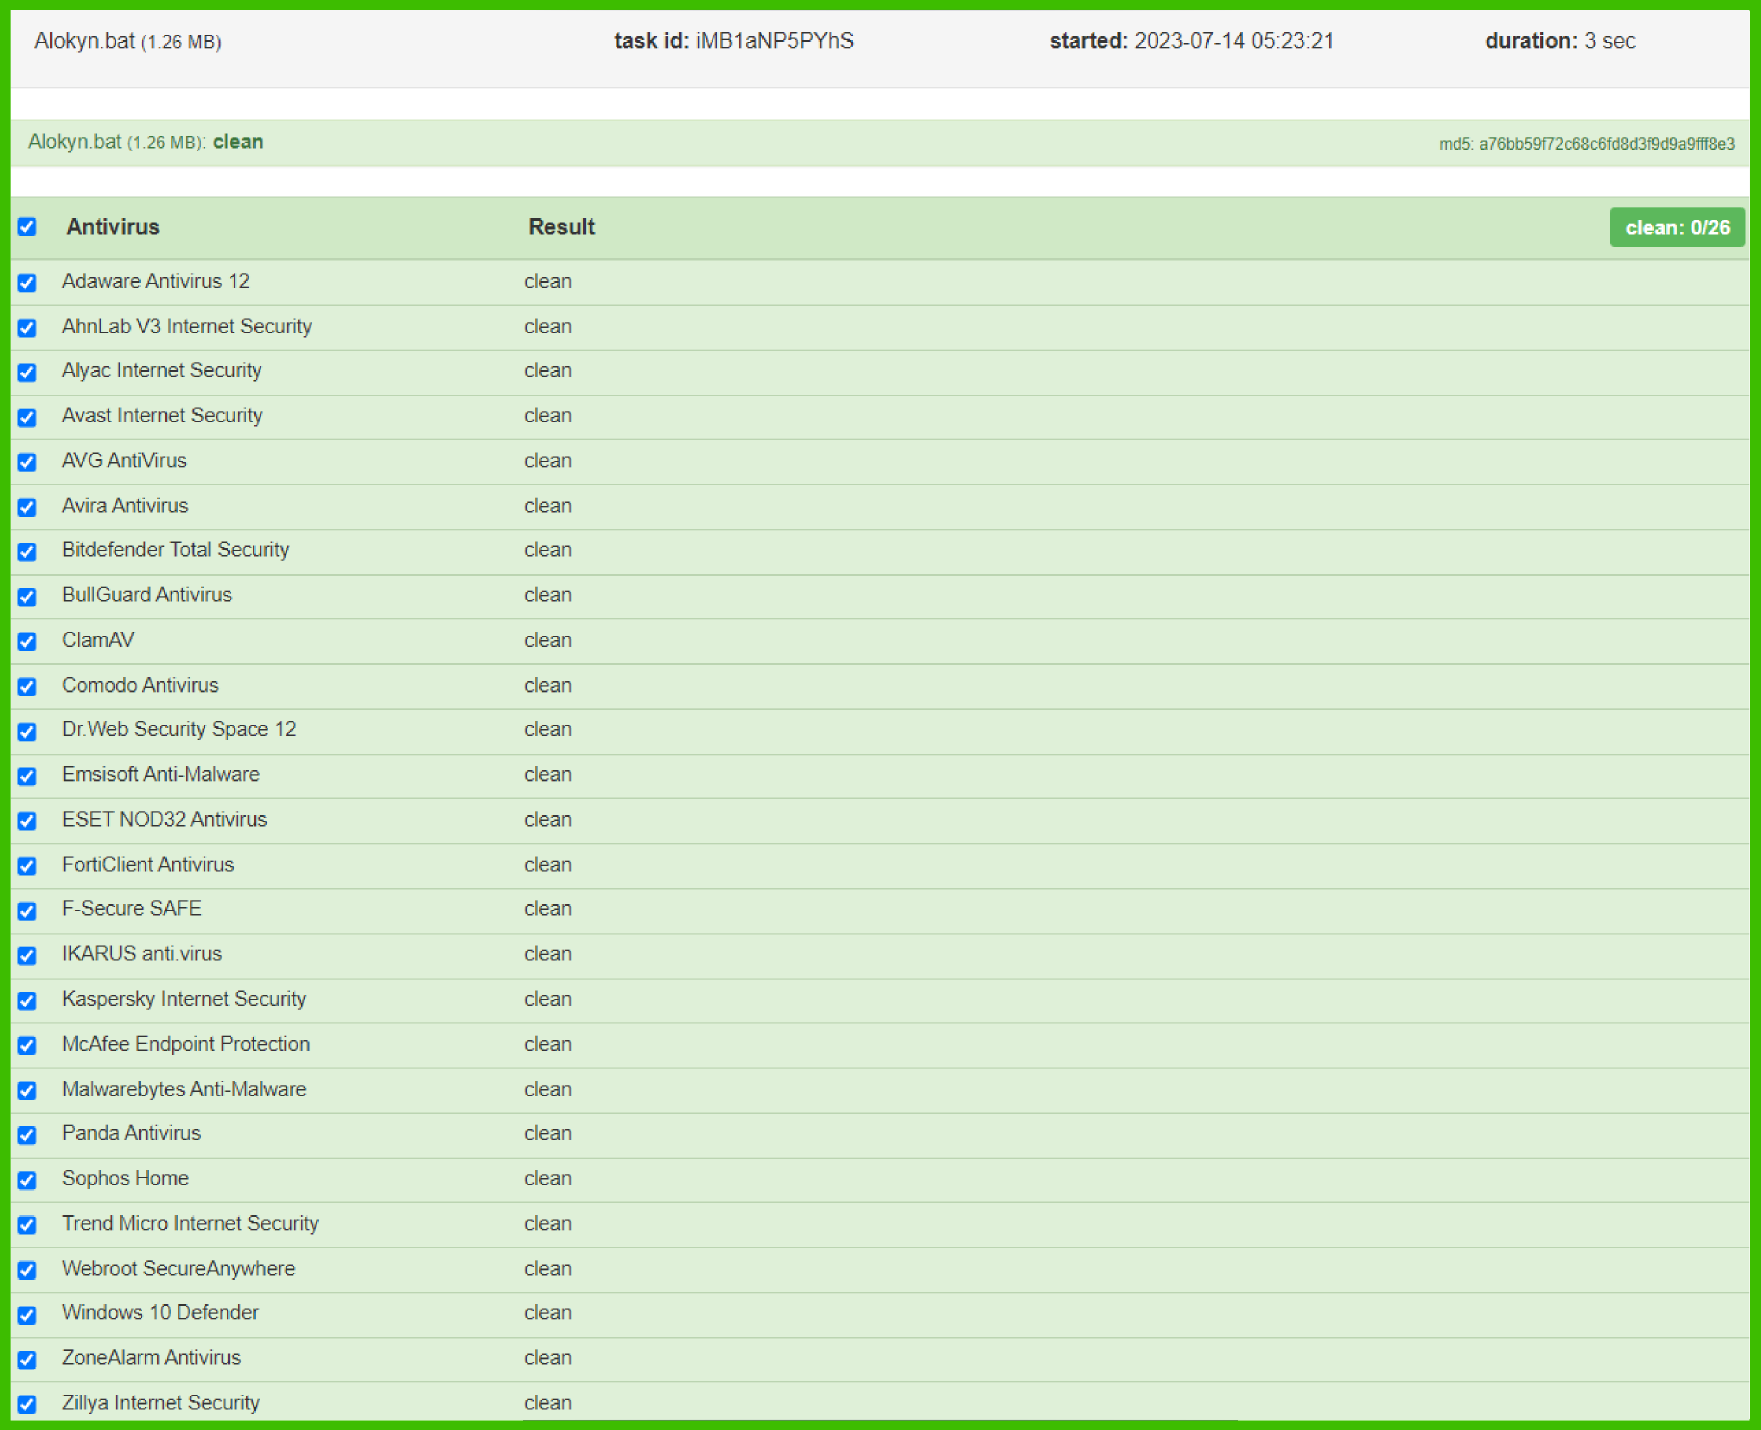 Alokyn.bat (1.26 MB) task id: iMB1aNP5PYhS started: 2023-07-14 05:23:21 duration: 3 sec
Alokyn.bat (1.26 MB): clean md5: a76bb59f72c68c6fd8d3f9d9a9fff8e3
Antivirus Result clean: 0/26
Adaware Antivirus 12 clean
AhnLab V3 Internet Security clean
Alyac Internet Security clean
Avast Internet Security clean
AVG AntiVirus clean
Avira Antivirus clean
Bitdefender Total Security clean
BullGuard Antivirus clean
ClamAV clean
Comodo Antivirus clean
Dr.Web Security Space 12 clean
Emsisoft Anti-Malware clean
ESET NOD32 Antivirus clean
FortiClient Antivirus clean
F-Secure SAFE clean
IKARUS anti.virus clean
Kaspersky Internet Security clean
McAfee Endpoint Protection clean
Malwarebytes Anti-Malware clean
Panda Antivirus clean
Sophos Home clean
Trend Micro Internet Security clean
Webroot SecureAnywhere clean
Windows 10 Defender clean
ZoneAlarm Antivirus clean
Zillya Internet Security clean